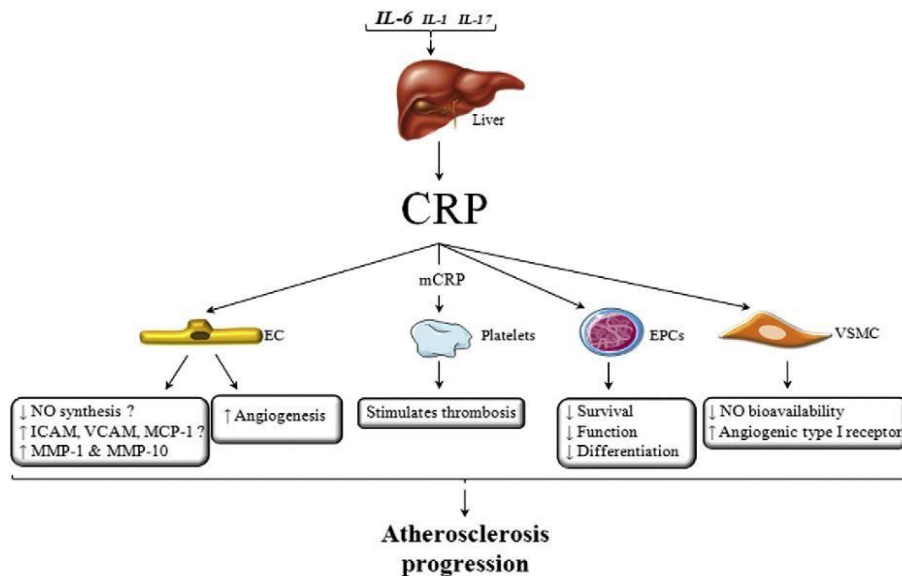 IL-6 IL-1 IL-17
Liver
CRP
mCRP
EC
Platelets
EPCs
VSMC
↓ NO synthesis ?
↑ ICAM, VCAM, MCP-1 ?
↑ MMP-1 & MMP-10
↑ Angiogenesis
Stimulates thrombosis
↓ Survival
↓ Function
↓ Differentiation
↓ NO bioavailability
↑ Angiogenic type I receptor
Atherosclerosis
progression